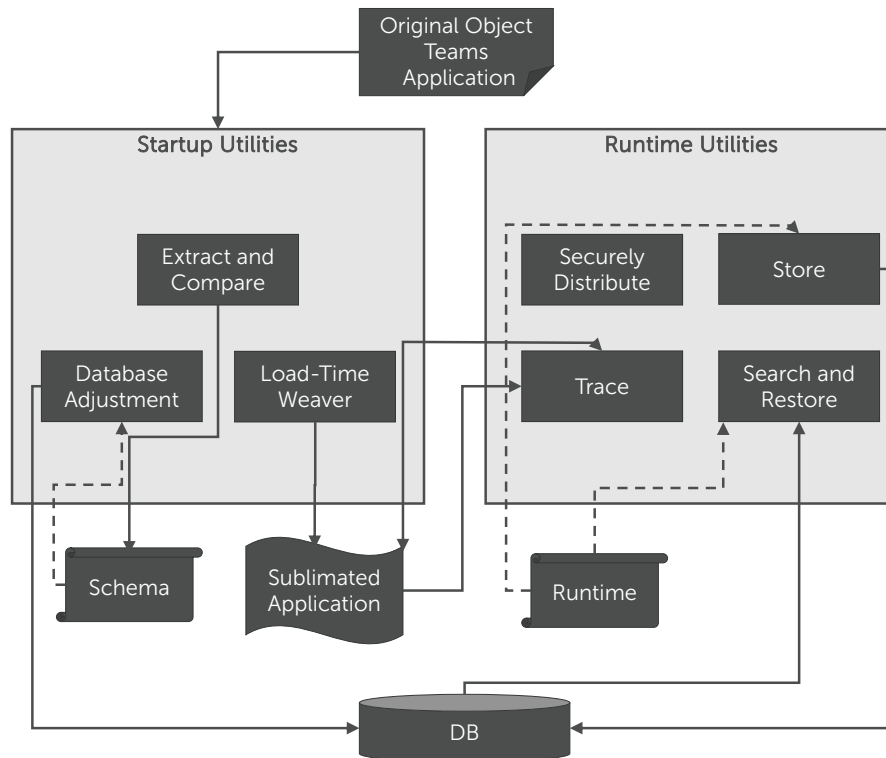 Original Object
Teams
Application
Startup Utilities
Runtime Utilities
Extract and
Compare
Securely
Distribute
Store
Database
Adjustment
Load-Time
Weaver
Trace
Search and
Restore
Schema
Sublimated
Application
Runtime
DB